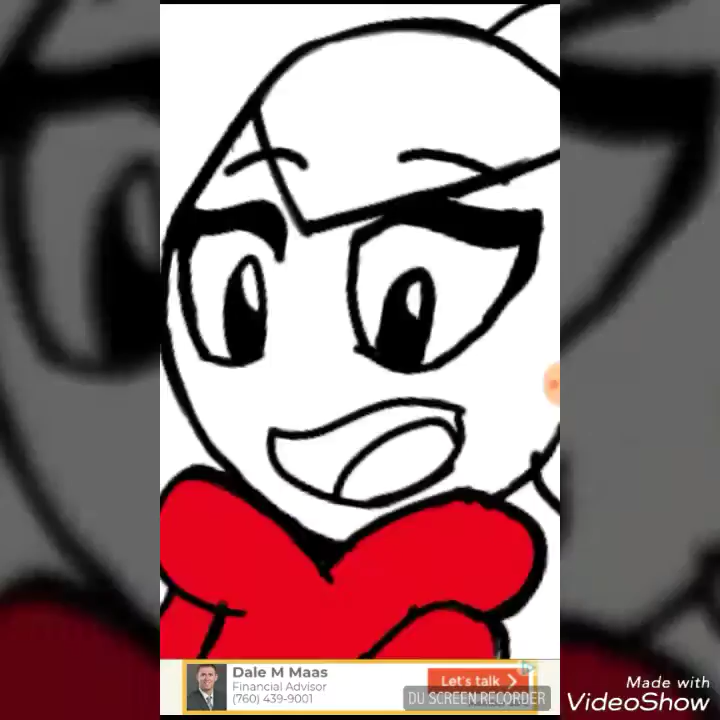 Dale M Maas
Financial Advisor
(760) 439-9001
Let's talk
DU SCREEN RECORDER
Made with
VideoShow